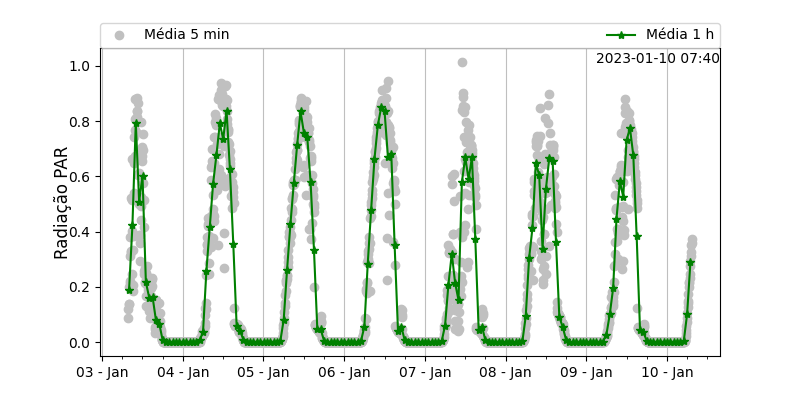 Média 5 min
Média 1 h
2023-01-10 07:40
Radiação PAR
1.0
0.8
0.6
0.4
0.2
0.0
03 - Jan
04 - Jan
05 - Jan
06 - Jan
07 - Jan
08 - Jan
09 - Jan
10 - Jan